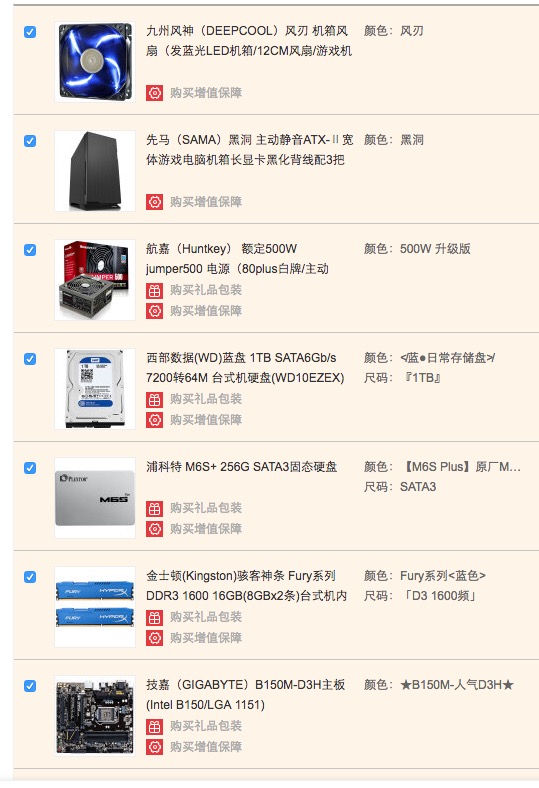 九州风神（DEEPCOOL）风刃 机箱风
扇（发蓝光LED机箱/12CM风扇/游戏机
颜色：风刃
购买增值保障
先马（SAMA）黑洞 主动静音ATX-Ⅱ宽
体游戏电脑机箱长显卡黑化背线配3把
颜色：黑洞
购买增值保障
航嘉（Huntkey） 额定500W
jumper500 电源（80plus白牌/主动
颜色：500W 升级版
购买礼品包装
购买增值保障
西部数据(WD)蓝盘 1TB SATA6Gb/s
7200转64M 台式机硬盘(WD10EZEX)
颜色：≮蓝●日常存储盘≯
尺码：『1TB』
购买礼品包装
购买增值保障
浦科特 M6S+ 256G SATA3固态硬盘
颜色：【M6S Plus】原厂M...
尺码：SATA3
PLEXTOR
M6S
购买礼品包装
购买增值保障
金士顿(Kingston)骇客神条 Fury系列
DDR3 1600 16GB(8GBx2条)台式机内
颜色：Fury系列<蓝色>
尺码：「D3 1600频」
FURY HYPERX
FURY HYPERX
购买礼品包装
购买增值保障
技嘉（GIGABYTE）B150M-D3H主板
(Intel B150/LGA 1151)
颜色：★B150M-人气D3H★
购买礼品包装
购买增值保障